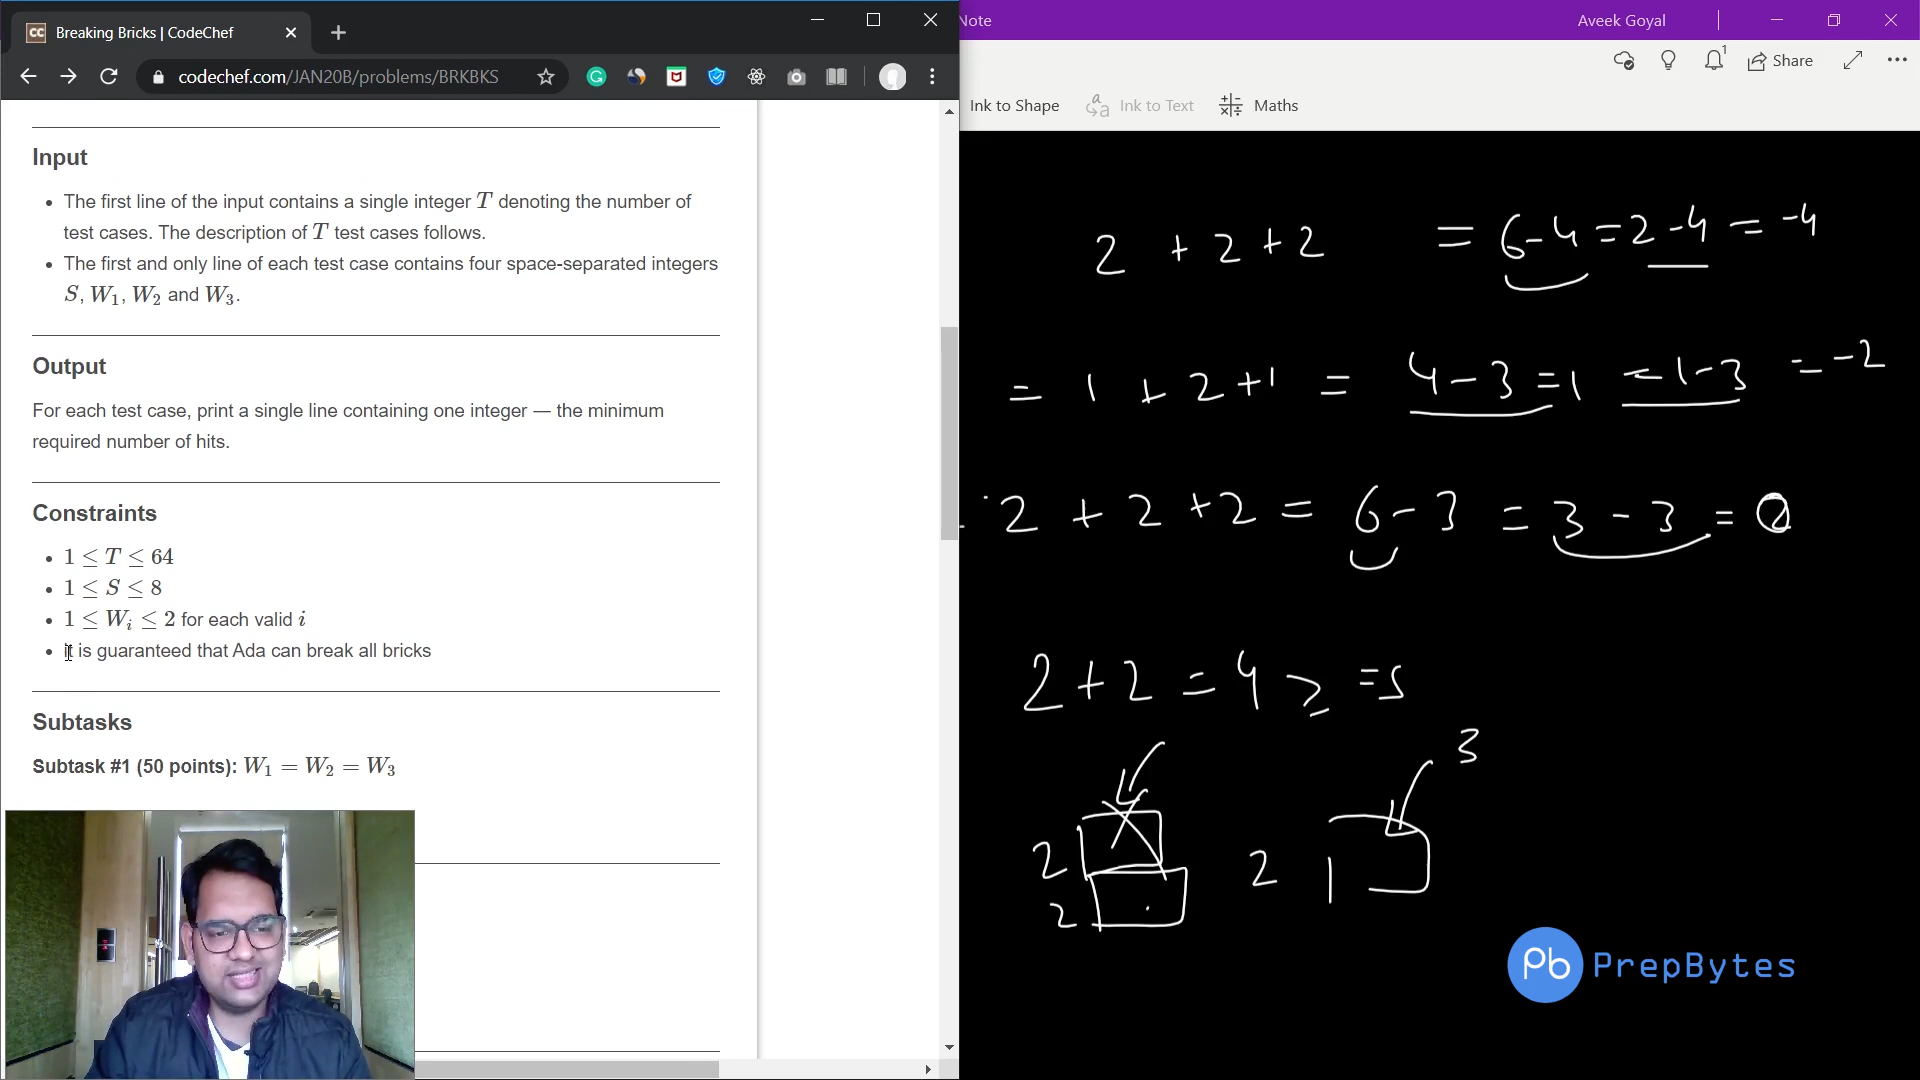 Breaking Bricks | CodeChef
codechef.com/JAN20B/problems/BRKBKS
Note
Aveek Goyal
Share
Ink to Shape
Ink to Text
Maths
Input
The first line of the input contains a single integer T denoting the number of
test cases. The description of T test cases follows.
The first and only line of each test case contains four space-separated integers
S, W₁, W₂ and W₃.
Output
For each test case, print a single line containing one integer — the minimum
required number of hits.
Constraints
1 ≤ T ≤ 64
1 ≤ S ≤ 8
1 ≤ Wᵢ ≤ 2 for each valid i
it is guaranteed that Ada can break all bricks
Subtasks
Subtask #1 (50 points): W₁ = W₂ = W₃
2 + 2 + 2 = 6-4 = 2-4 = -4
= 1 + 2 + 1 = 4-3 = 1 = 1-3 = -2
2 + 2 + 2 = 6-3 = 3-3 = 0
2 + 2 = 4 ≥ = S
3
2
2
2
Pb PrepBytes